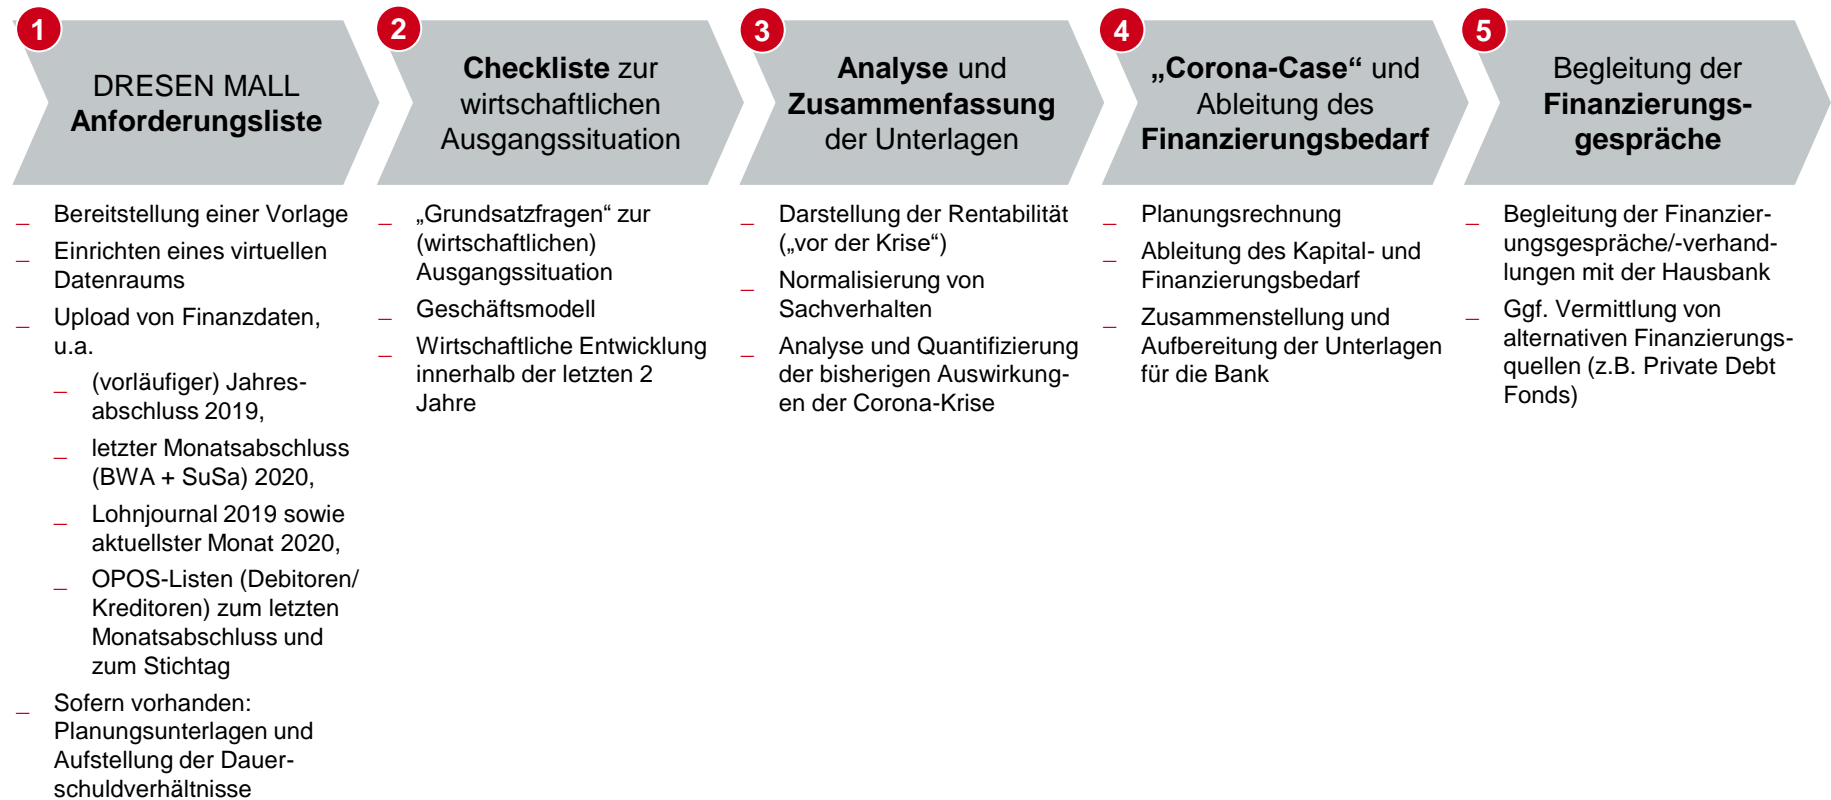 1
DRESEN MALL
Anforderungsliste
_ Bereitstellung einer Vorlage
_ Einrichten eines virtuellen
Datenraums
_ Upload von Finanzdaten,
u.a.
_ (vorläufiger) Jahres-
abschluss 2019,
_ letzter Monatsabschluss
(BWA + SuSa) 2020,
_ Lohnjournal 2019 sowie
aktuellster Monat 2020,
_ OPOS-Listen (Debitoren/
Kreditoren) zum letzten
Monatsabschluss und
zum Stichtag
_ Sofern vorhanden:
Planungsunterlagen und
Aufstellung der Dauer-
schuldverhältnisse
2
Checkliste zur
wirtschaftlichen
Ausgangssituation
_ „Grundsatzfragen“ zur
(wirtschaftlichen)
Ausgangssituation
_ Geschäftsmodell
_ Wirtschaftliche Entwicklung
innerhalb der letzten 2
Jahre
3
Analyse und
Zusammenfassung
der Unterlagen
_ Darstellung der Rentabilität
(„vor der Krise“)
_ Normalisierung von
Sachverhalten
_ Analyse und Quantifizierung
der bisherigen Auswirkung-
en der Corona-Krise
4
„Corona-Case“ und
Ableitung des
Finanzierungsbedarf
_ Planungsrechnung
_ Ableitung des Kapital- und
Finanzierungsbedarf
_ Zusammenstellung und
Aufbereitung der Unterlagen
für die Bank
5
Begleitung der
Finanzierungs-
gespräche
_ Begleitung der Finanzier-
ungsgespräche/-verhand-
lungen mit der Hausbank
_ Ggf. Vermittlung von
alternativen Finanzierungs-
quellen (z.B. Private Debt
Fonds)